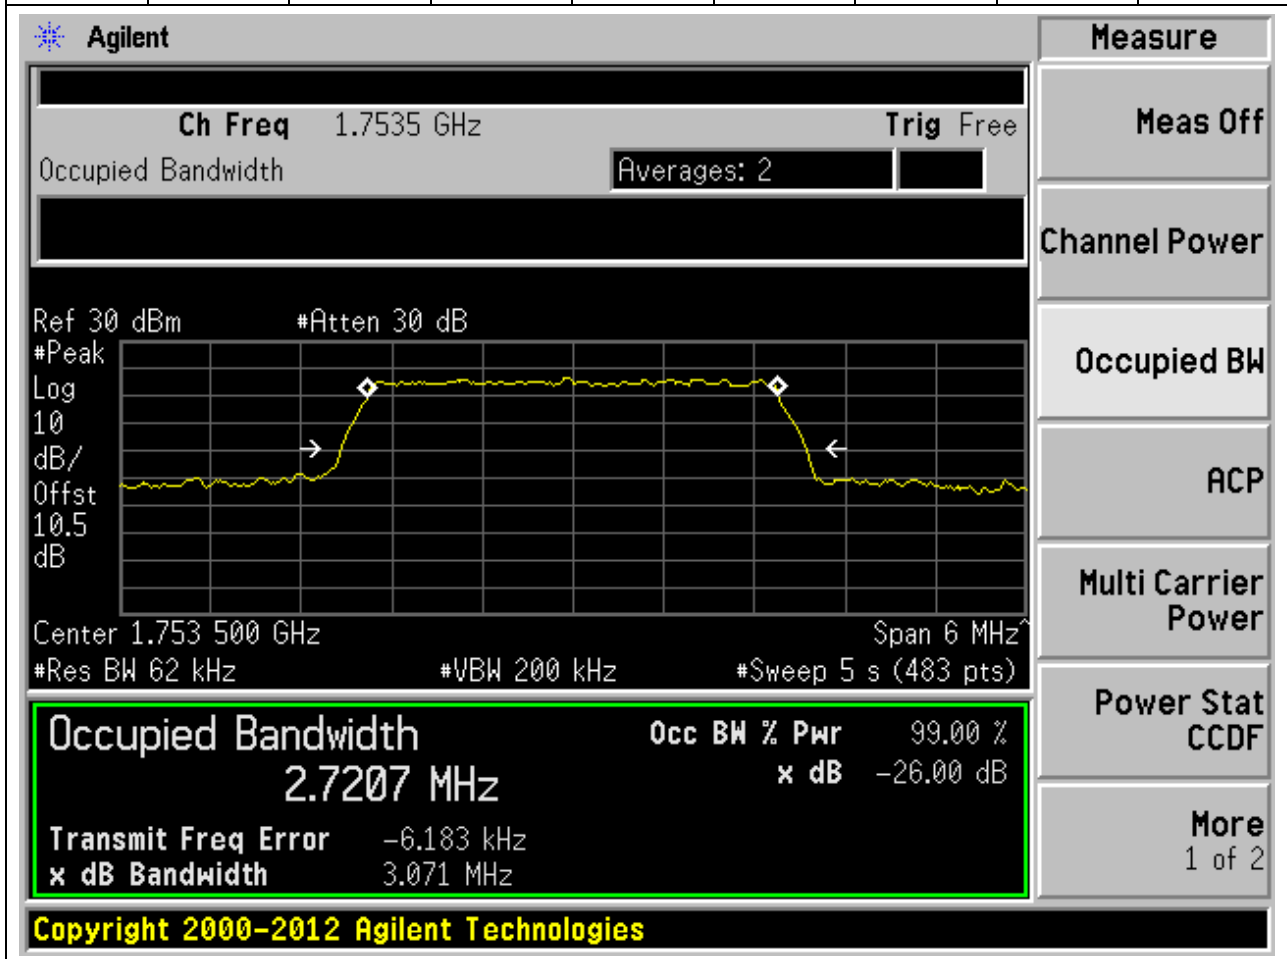 Agilent
Measure
Ch Freq 1.7535 GHz Trig Free
Occupied Bandwidth Averages: 2
Meas Off
Channel Power
Occupied BW
ACP
Multi Carrier
Power
Power Stat
CCDF
More
1 of 2
Ref 30 dBm #Atten 30 dB
#Peak
Log
10
dB/
Offst
10.5
dB
Center 1.753 500 GHz Span 6 MHz^
#Res BW 62 kHz #VBW 200 kHz #Sweep 5 s (483 pts)
Occupied Bandwidth Occ BW % Pwr 99.00 %
2.7207 MHz x dB -26.00 dB
Transmit Freq Error -6.183 kHz
x dB Bandwidth 3.071 MHz
Copyright 2000-2012 Agilent Technologies